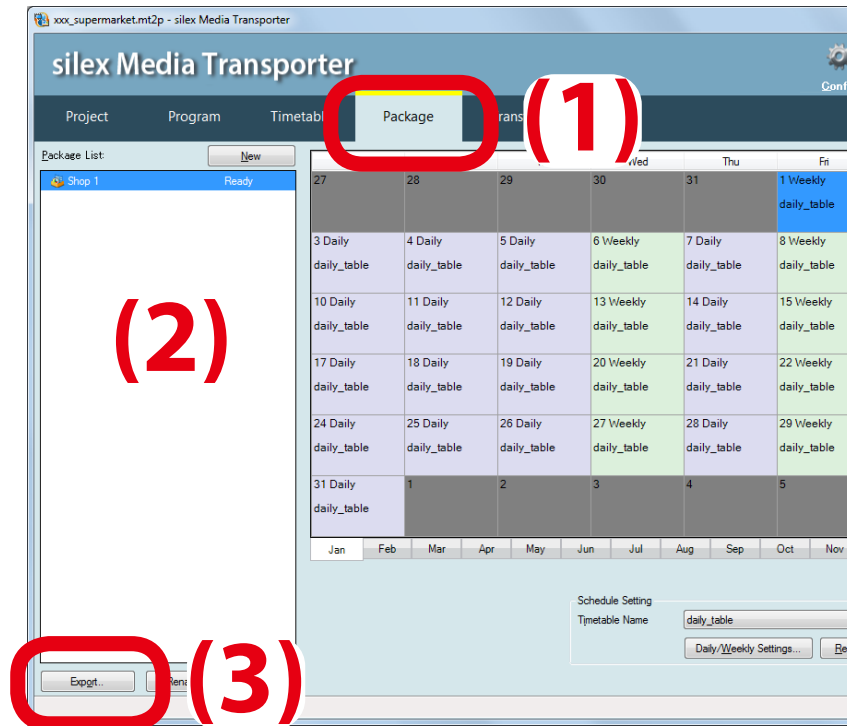 xxx_supermarket.mt2p - silex Media Transporter
silex Media Transporter
Project Program Package
(1)
Package List: New
Wed Thu Fri
Shop 1 Ready
27 28 29 30 31 1 Weekly
daily_table
3 Daily 4 Daily 5 Daily 6 Weekly 7 Daily 8 Weekly
daily_table daily_table daily_table daily_table daily_table daily_table
10 Daily 11 Daily 12 Daily 13 Weekly 14 Daily 15 Weekly
daily_table daily_table daily_table daily_table daily_table daily_table
(2)
17 Daily 18 Daily 19 Daily 20 Weekly 21 Daily 22 Weekly
daily_table daily_table daily_table daily_table daily_table daily_table
24 Daily 25 Daily 26 Daily 27 Weekly 28 Daily 29 Weekly
daily_table daily_table daily_table daily_table daily_table daily_table
31 Daily 1 2 3 4 5
daily_table
Jan Feb Mar Apr May Jun Jul Aug Sep Oct Nov
Schedule Setting
Timetable Name daily_table
Daily/Weekly Settings...
Export..
(3)